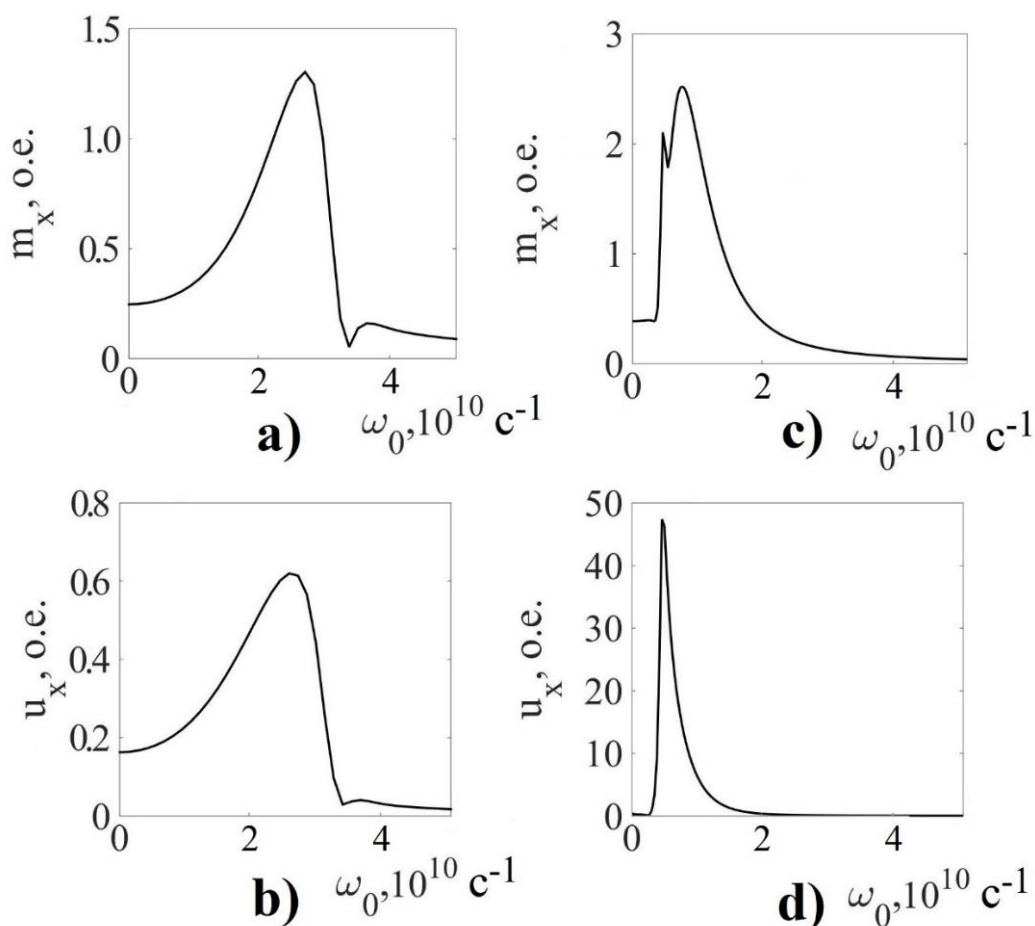 1.5
1.0
0.5
0
0 2 4
m_x, o.e.
a) ω_0,10^10 c^-1
3
2
1
0
0 2 4
m_x, o.e.
c) ω_0,10^10 c^-1
0.8
0.6
0.4
0.2
0
0 2 4
u_x, o.e.
b) ω_0,10^10 c^-1
50
40
30
20
10
0
0 2 4
u_x, o.e.
d) ω_0,10^10 c^-1